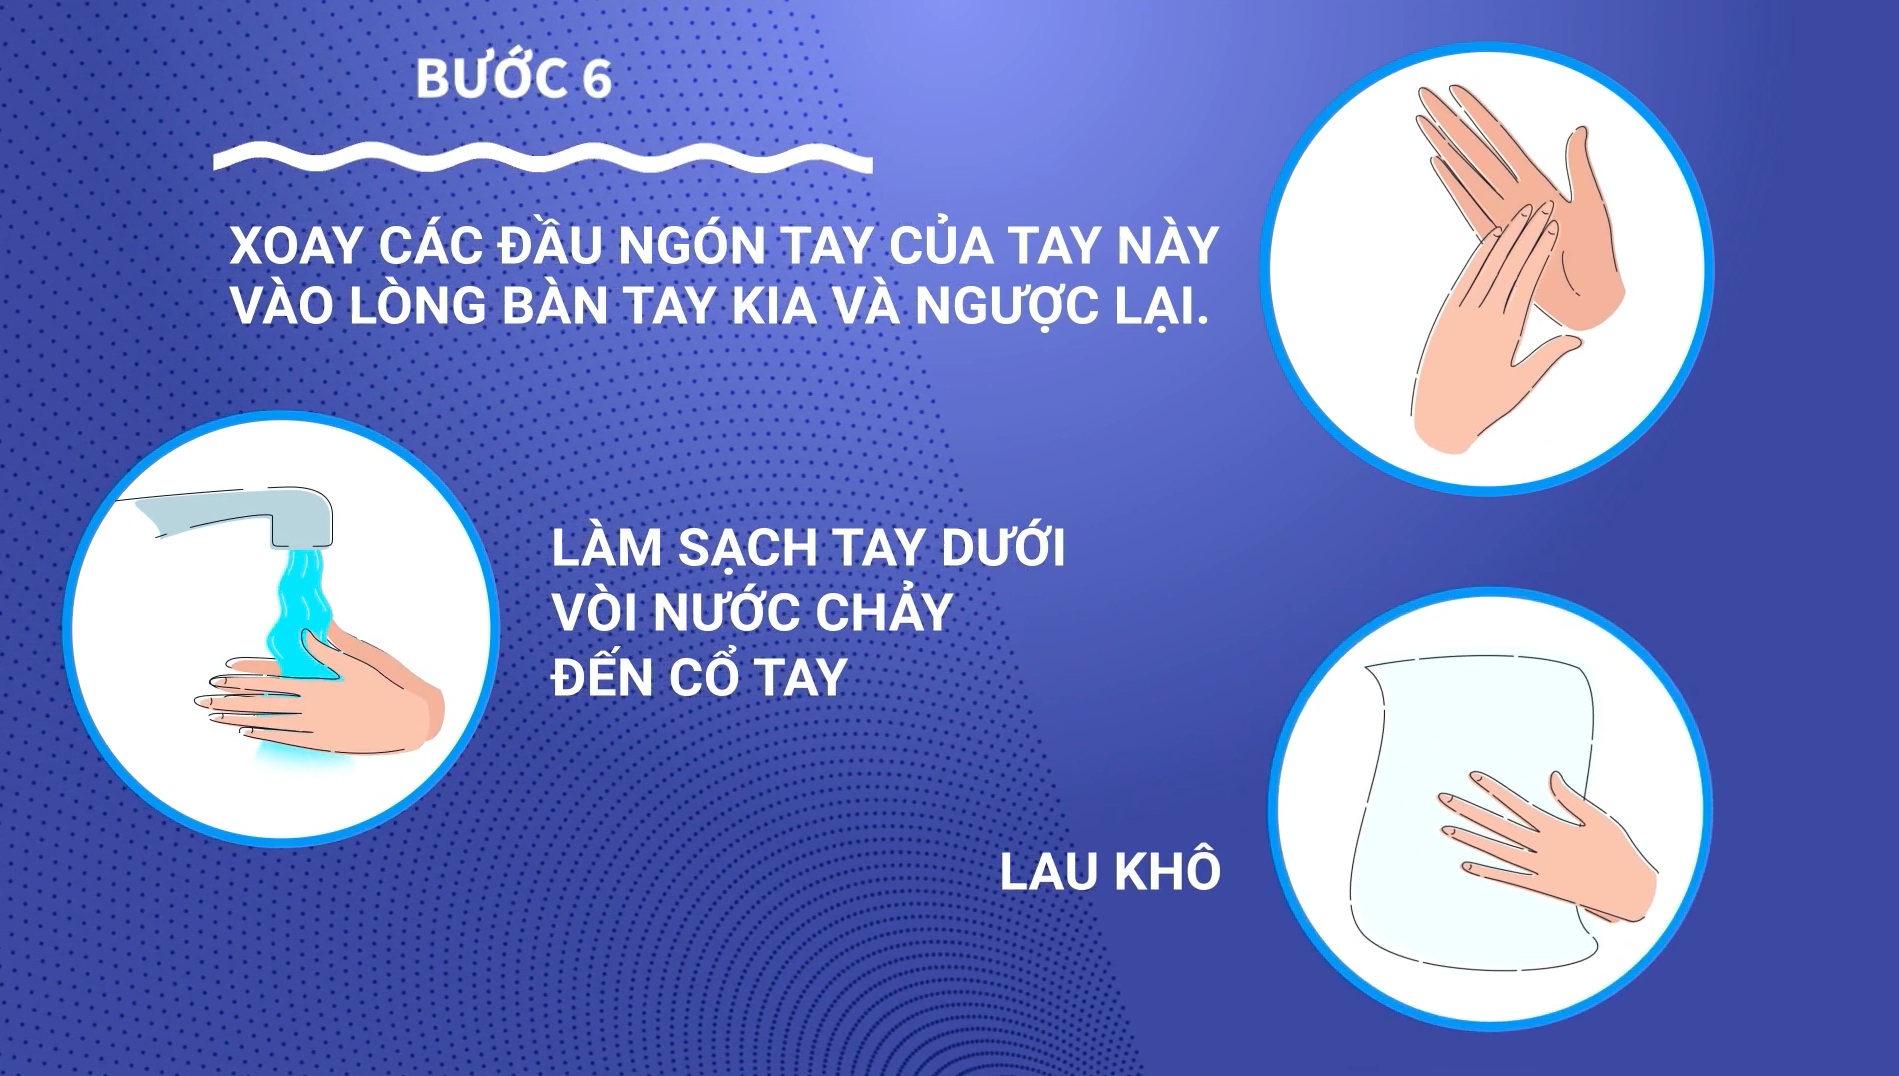 BƯỚC 6
XOAY CÁC ĐẦU NGÓN TAY CỦA TAY NÀY
VÀO LÒNG BÀN TAY KIA VÀ NGƯỢC LẠI.
LÀM SẠCH TAY DƯỚI
VÒI NƯỚC CHẢY
ĐẾN CỔ TAY
LAU KHÔ